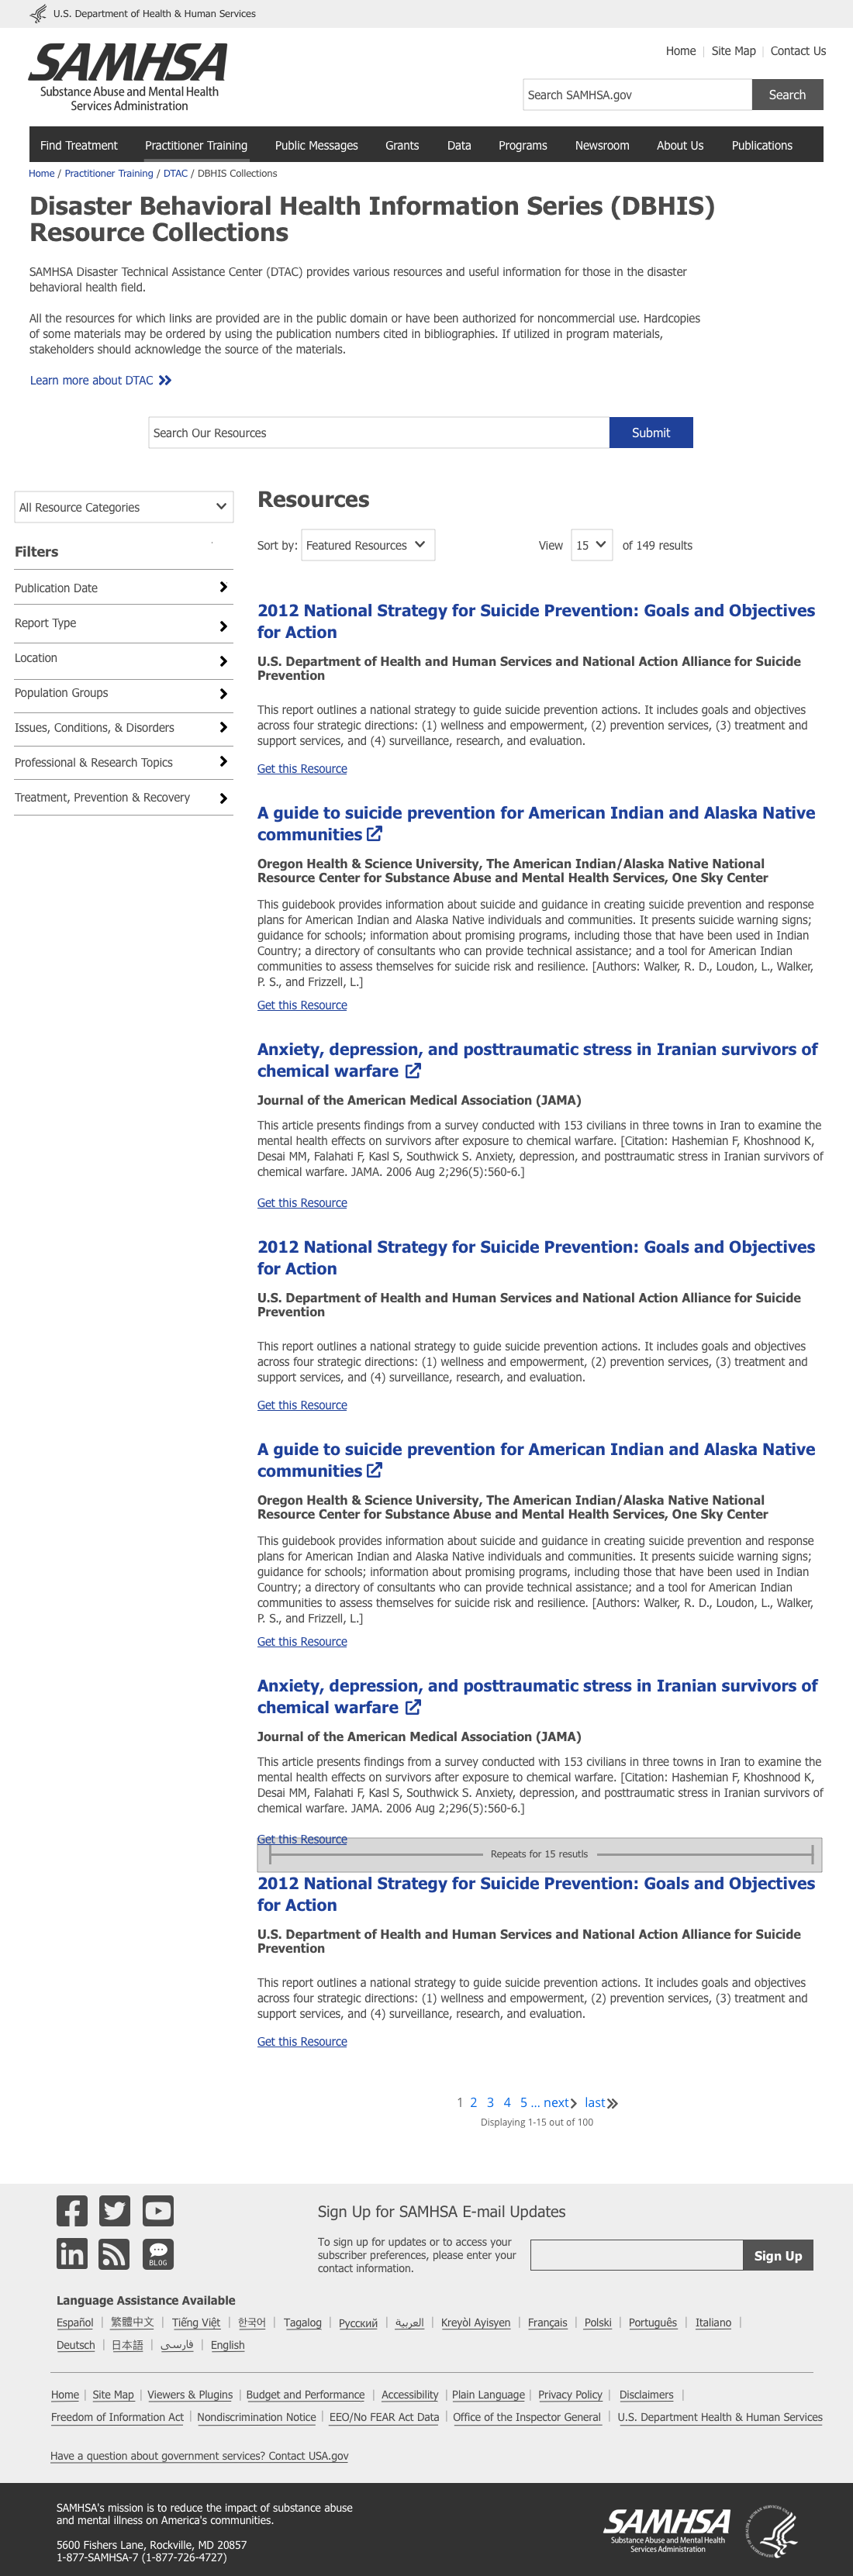 U.S. Department of Health & Human Services
SAMHSA
Substance Abuse and Mental Health
Services Administration
Home | Site Map | Contact Us
Search SAMHSA.gov
Search
Find Treatment Practitioner Training Public Messages Grants Data Programs Newsroom About Us Publications
Home / Practitioner Training / DTAC / DBHIS Collections
Disaster Behavioral Health Information Series (DBHIS)
Resource Collections
SAMHSA Disaster Technical Assistance Center (DTAC) provides various resources and useful information for those in the disaster
behavioral health field.
All the resources for which links are provided are in the public domain or have been authorized for noncommercial use. Hardcopies
of some materials may be ordered by using the publication numbers cited in bibliographies. If utilized in program materials,
stakeholders should acknowledge the source of the materials.
Learn more about DTAC
Search Our Resources
Submit
All Resource Categories
Filters
Publication Date
Report Type
Location
Population Groups
Issues, Conditions, & Disorders
Professional & Research Topics
Treatment, Prevention & Recovery
Resources
Sort by: Featured Resources
View 15 of 149 results
2012 National Strategy for Suicide Prevention: Goals and Objectives
for Action
U.S. Department of Health and Human Services and National Action Alliance for Suicide
Prevention
This report outlines a national strategy to guide suicide prevention actions. It includes goals and objectives
across four strategic directions: (1) wellness and empowerment, (2) prevention services, (3) treatment and
support services, and (4) surveillance, research, and evaluation.
Get this Resource
A guide to suicide prevention for American Indian and Alaska Native
communities
Oregon Health & Science University, The American Indian/Alaska Native National
Resource Center for Substance Abuse and Mental Health Services, One Sky Center
This guidebook provides information about suicide and guidance in creating suicide prevention and response
plans for American Indian and Alaska Native individuals and communities. It presents suicide warning signs;
guidance for schools; information about promising programs, including those that have been used in Indian
Country; a directory of consultants who can provide technical assistance; and a tool for American Indian
communities to assess themselves for suicide risk and resilience. [Authors: Walker, R. D., Loudon, L., Walker,
P. S., and Frizzell, L.]
Get this Resource
Anxiety, depression, and posttraumatic stress in Iranian survivors of
chemical warfare
Journal of the American Medical Association (JAMA)
This article presents findings from a survey conducted with 153 civilians in three towns in Iran to examine the
mental health effects on survivors after exposure to chemical warfare. [Citation: Hashemian F, Khoshnood K,
Desai MM, Falahati F, Kasl S, Southwick S. Anxiety, depression, and posttraumatic stress in Iranian survivors of
chemical warfare. JAMA. 2006 Aug 2;296(5):560-6.]
Get this Resource
2012 National Strategy for Suicide Prevention: Goals and Objectives
for Action
U.S. Department of Health and Human Services and National Action Alliance for Suicide
Prevention
This report outlines a national strategy to guide suicide prevention actions. It includes goals and objectives
across four strategic directions: (1) wellness and empowerment, (2) prevention services, (3) treatment and
support services, and (4) surveillance, research, and evaluation.
Get this Resource
A guide to suicide prevention for American Indian and Alaska Native
communities
Oregon Health & Science University, The American Indian/Alaska Native National
Resource Center for Substance Abuse and Mental Health Services, One Sky Center
This guidebook provides information about suicide and guidance in creating suicide prevention and response
plans for American Indian and Alaska Native individuals and communities. It presents suicide warning signs;
guidance for schools; information about promising programs, including those that have been used in Indian
Country; a directory of consultants who can provide technical assistance; and a tool for American Indian
communities to assess themselves for suicide risk and resilience. [Authors: Walker, R. D., Loudon, L., Walker,
P. S., and Frizzell, L.]
Get this Resource
Anxiety, depression, and posttraumatic stress in Iranian survivors of
chemical warfare
Journal of the American Medical Association (JAMA)
This article presents findings from a survey conducted with 153 civilians in three towns in Iran to examine the
mental health effects on survivors after exposure to chemical warfare. [Citation: Hashemian F, Khoshnood K,
Desai MM, Falahati F, Kasl S, Southwick S. Anxiety, depression, and posttraumatic stress in Iranian survivors of
chemical warfare. JAMA. 2006 Aug 2;296(5):560-6.]
Get this Resource
Repeats for 15 resutls
2012 National Strategy for Suicide Prevention: Goals and Objectives
for Action
U.S. Department of Health and Human Services and National Action Alliance for Suicide
Prevention
This report outlines a national strategy to guide suicide prevention actions. It includes goals and objectives
across four strategic directions: (1) wellness and empowerment, (2) prevention services, (3) treatment and
support services, and (4) surveillance, research, and evaluation.
Get this Resource
1 2 3 4 5 ... next last
Displaying 1-15 out of 100
BLOG
Sign Up for SAMHSA E-mail Updates
To sign up for updates or to access your
subscriber preferences, please enter your
contact information.
Sign Up
Language Assistance Available
Español | 繁體中文 | Tiếng Việt | 한국어 | Tagalog | Русский | العربية | Kreyòl Ayisyen | Français | Polski | Português | Italiano |
Deutsch | 日本語 | فارسی | English
Home | Site Map | Viewers & Plugins | Budget and Performance | Accessibility | Plain Language | Privacy Policy | Disclaimers |
Freedom of Information Act | Nondiscrimination Notice | EEO/No FEAR Act Data | Office of the Inspector General | U.S. Department Health & Human Services
Have a question about government services? Contact USA.gov
SAMHSA's mission is to reduce the impact of substance abuse
and mental illness on America's communities.
5600 Fishers Lane, Rockville, MD 20857
1-877-SAMHSA-7 (1-877-726-4727)
SAMHSA
Substance Abuse and Mental Health
Services Administration